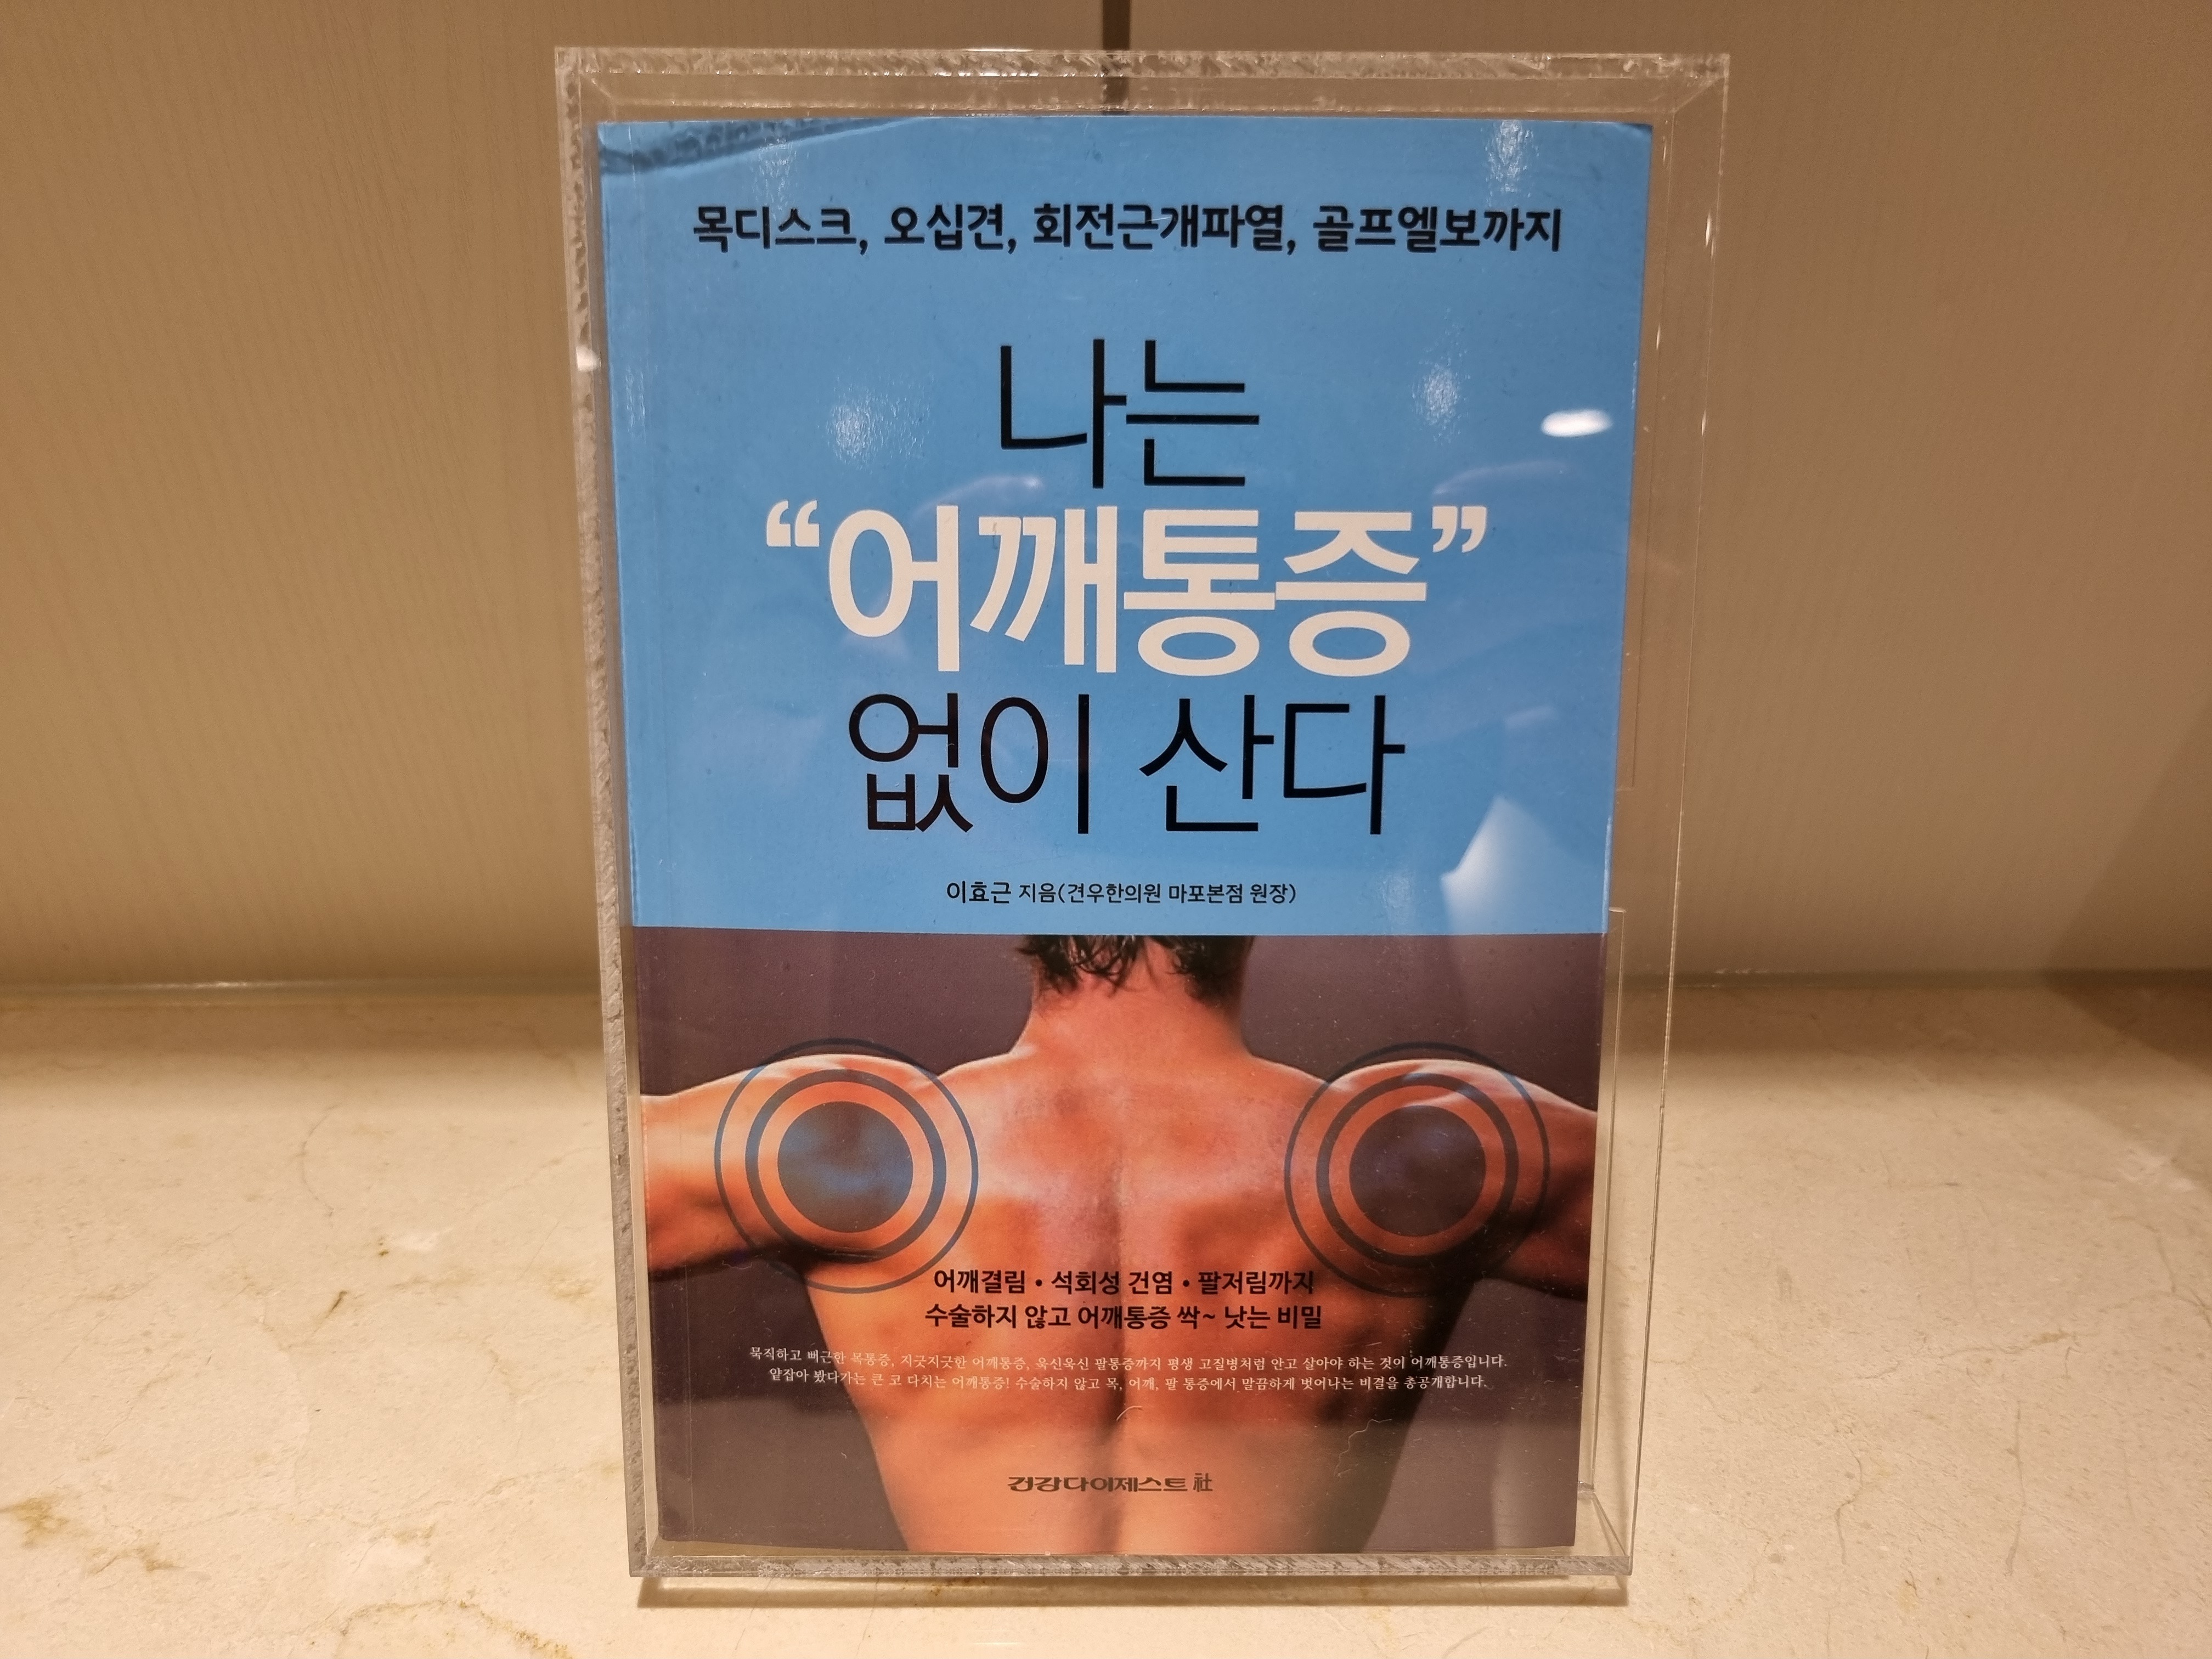 목디스크, 오십견, 회전근개파열, 골프엘보까지
나는
“어깨통증”
없이 산다
이효근 지음(견우한의원 마포본점 원장)
어깨결림 • 석회성 건염 • 팔저림까지
수술하지 않고 어깨통증 싹~ 낫는 비밀
묵직하고 뻐근한 목통증, 지긋지긋한 어깨통증, 욱신욱신 팔통증까지 평생 고질병처럼 안고 살아야 하는 것이 어깨통증입니다.
얕잡아 봤다가는 큰 코 다치는 어깨통증! 수술하지 않고 목, 어깨, 팔 통증에서 말끔하게 벗어나는 비결을 총공개합니다.
건강다이제스트 社